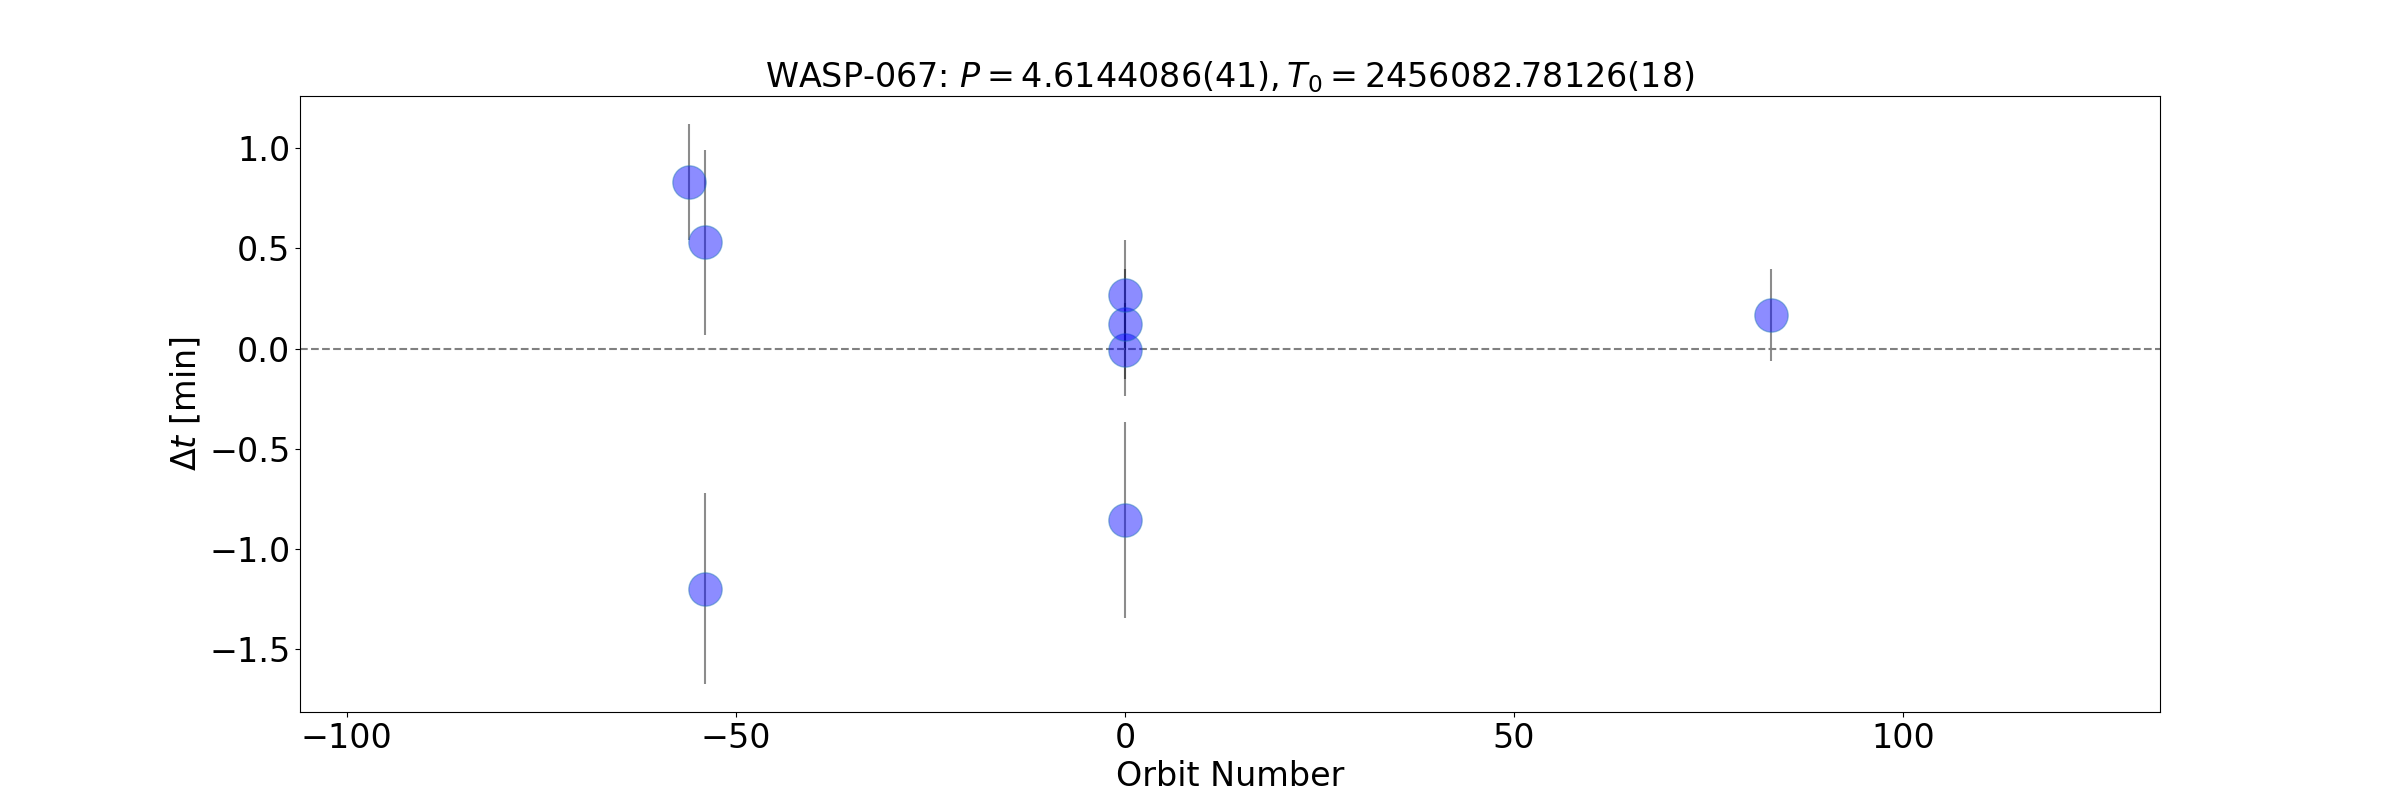 WASP-067: P = 4.6144086(41), T₀ = 2456082.78126(18)
Δt [min]
1.0
0.5
0.0
−0.5
−1.0
−1.5
−100 −50 0 50 100
Orbit Number